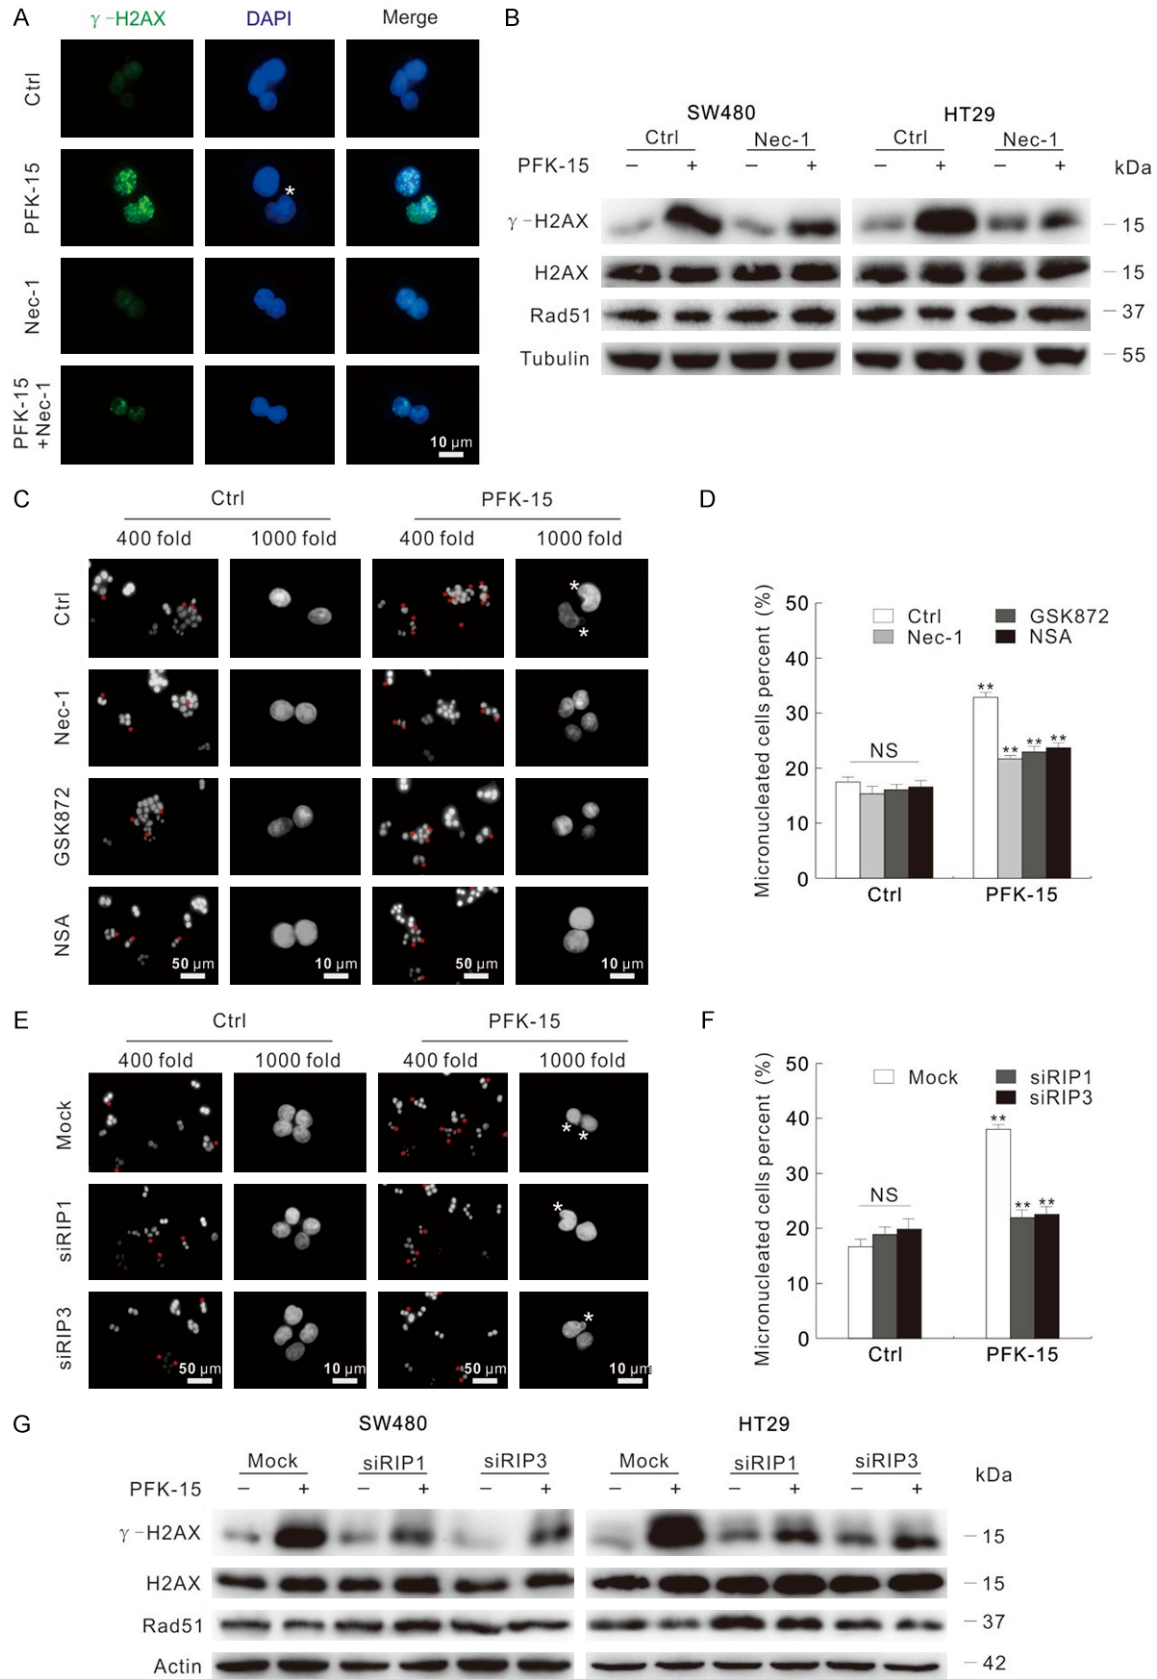 A
γ-H2AX DAPI Merge
Ctrl
PFK-15
*
Nec-1
PFK-15
+Nec-1
10 μm
B
SW480 HT29
Ctrl Nec-1 Ctrl Nec-1
PFK-15 − + − + − + − + kDa
γ-H2AX − 15
H2AX − 15
Rad51 − 37
Tubulin − 55
C
Ctrl PFK-15
400 fold 1000 fold 400 fold 1000 fold
Ctrl
* *
Nec-1
GSK872
NSA
50 μm 10 μm 50 μm 10 μm
D
Micronucleated cells percent (%)
50
40
30
20
10
0
Ctrl GSK872
Nec-1 NSA
NS
** ** ** **
Ctrl PFK-15
E
Ctrl PFK-15
400 fold 1000 fold 400 fold 1000 fold
Mock
* *
siRIP1
*
siRIP3
*
50 μm 10 μm 50 μm 10 μm
F
Micronucleated cells percent (%)
50
40
30
20
10
0
Mock siRIP1
siRIP3
NS
** ** **
Ctrl PFK-15
G
SW480 HT29
Mock siRIP1 siRIP3 Mock siRIP1 siRIP3 kDa
PFK-15 − + − + − + − + − + − +
γ-H2AX − 15
H2AX − 15
Rad51 − 37
Actin − 42